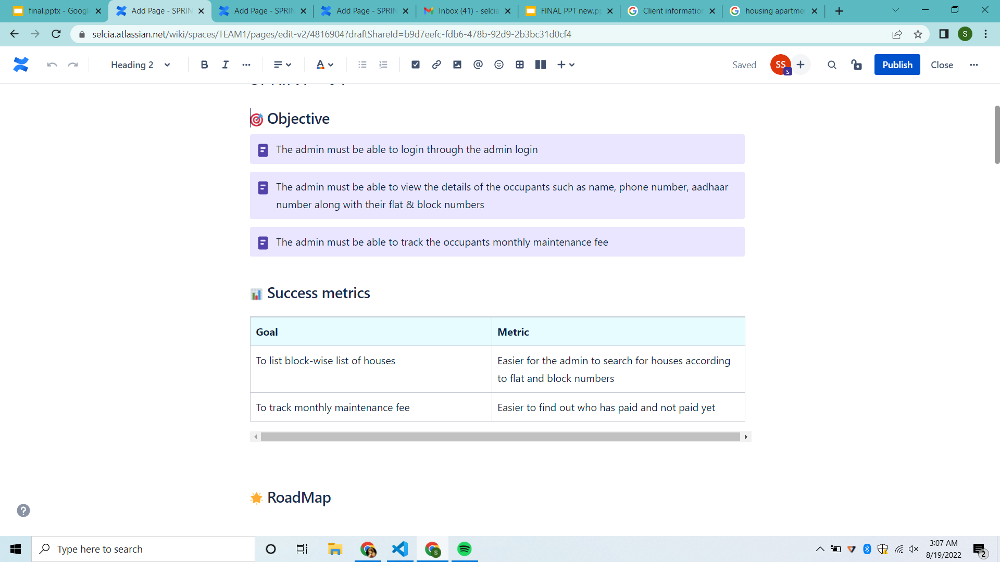 final.pptx - Googl
Add Page - SPRIN
Add Page - SPRIN
Add Page - SPRIN
Inbox (41) - selcia
FINAL PPT new.p
Client information
housing apartme
selcia.atlassian.net/wiki/spaces/TEAM1/pages/edit-v2/4816904?draftShareId=b9d7eefc-fdb6-478b-92d9-2b3bc31d0cf4
S
Heading 2
B
I
A
Saved
SS
S
Publish
Close
Objective
The admin must be able to login through the admin login
The admin must be able to view the details of the occupants such as name, phone number, aadhaar
number along with their flat & block numbers
The admin must be able to track the occupants monthly maintenance fee
Success metrics
Goal
Metric
To list block-wise list of houses
Easier for the admin to search for houses according
to flat and block numbers
To track monthly maintenance fee
Easier to find out who has paid and not paid yet
RoadMap
Type here to search
3:07 AM
8/19/2022
2